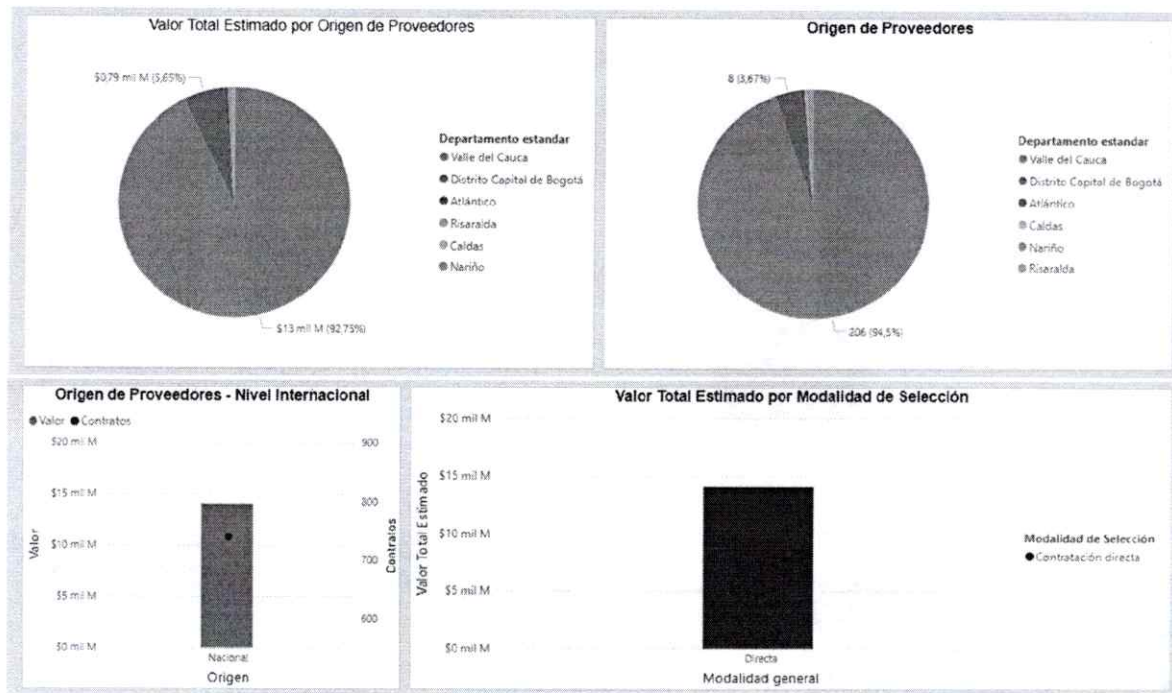 Valor Total Estimado por Origen de Proveedores
$0,79 mil M (5,65%)
Departamento estandar
Valle del Cauca
Distrito Capital de Bogotá
Atlántico
Risaralda
Caldas
Nariño
$13 mil M (92,75%)
Origen de Proveedores
8 (3,67%)
Departamento estandar
Valle del Cauca
Distrito Capital de Bogotá
Atlántico
Caldas
Nariño
Risaralda
206 (94,5%)
Origen de Proveedores - Nivel Internacional
Valor Contratos
$20 mil M
$15 mil M
$10 mil M
$5 mil M
$0 mil M
Valor
900
800
700
600
Contratos
Nacional
Origen
Valor Total Estimado por Modalidad de Selección
$20 mil M
$15 mil M
$10 mil M
$5 mil M
$0 mil M
Valor Total Estimado
Directa
Modalidad general
Modalidad de Selección
Contratación directa